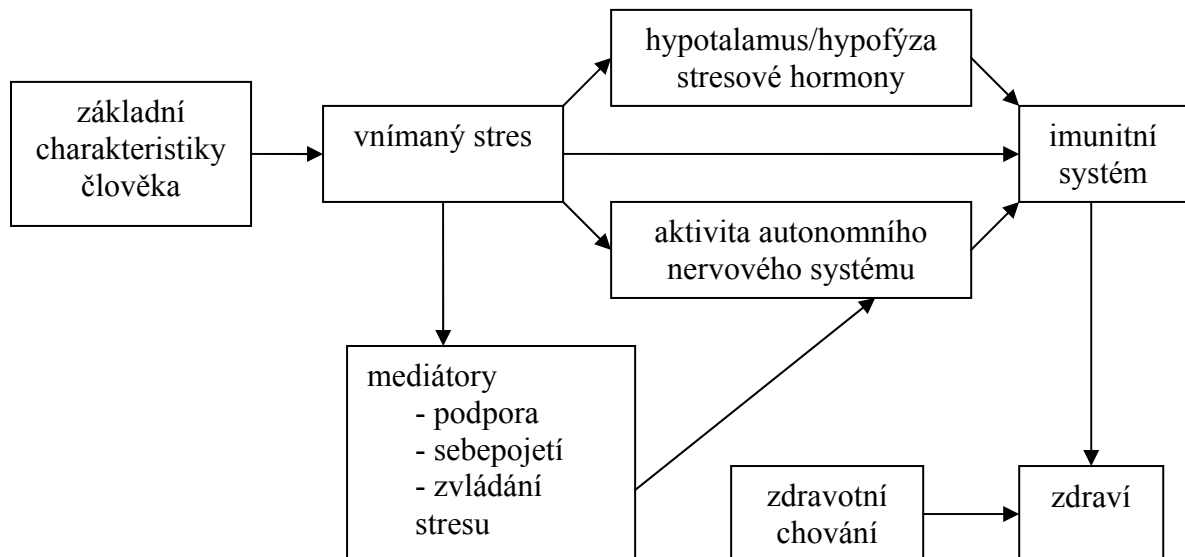 hypotalamus/hypofýza
stresové hormony
základní
charakteristiky
člověka
vnímaný stres
imunitní
systém
aktivita autonomního
nervového systému
mediátory
- podpora
- sebepojetí
- zvládání
stresu
zdravotní
chování
zdraví